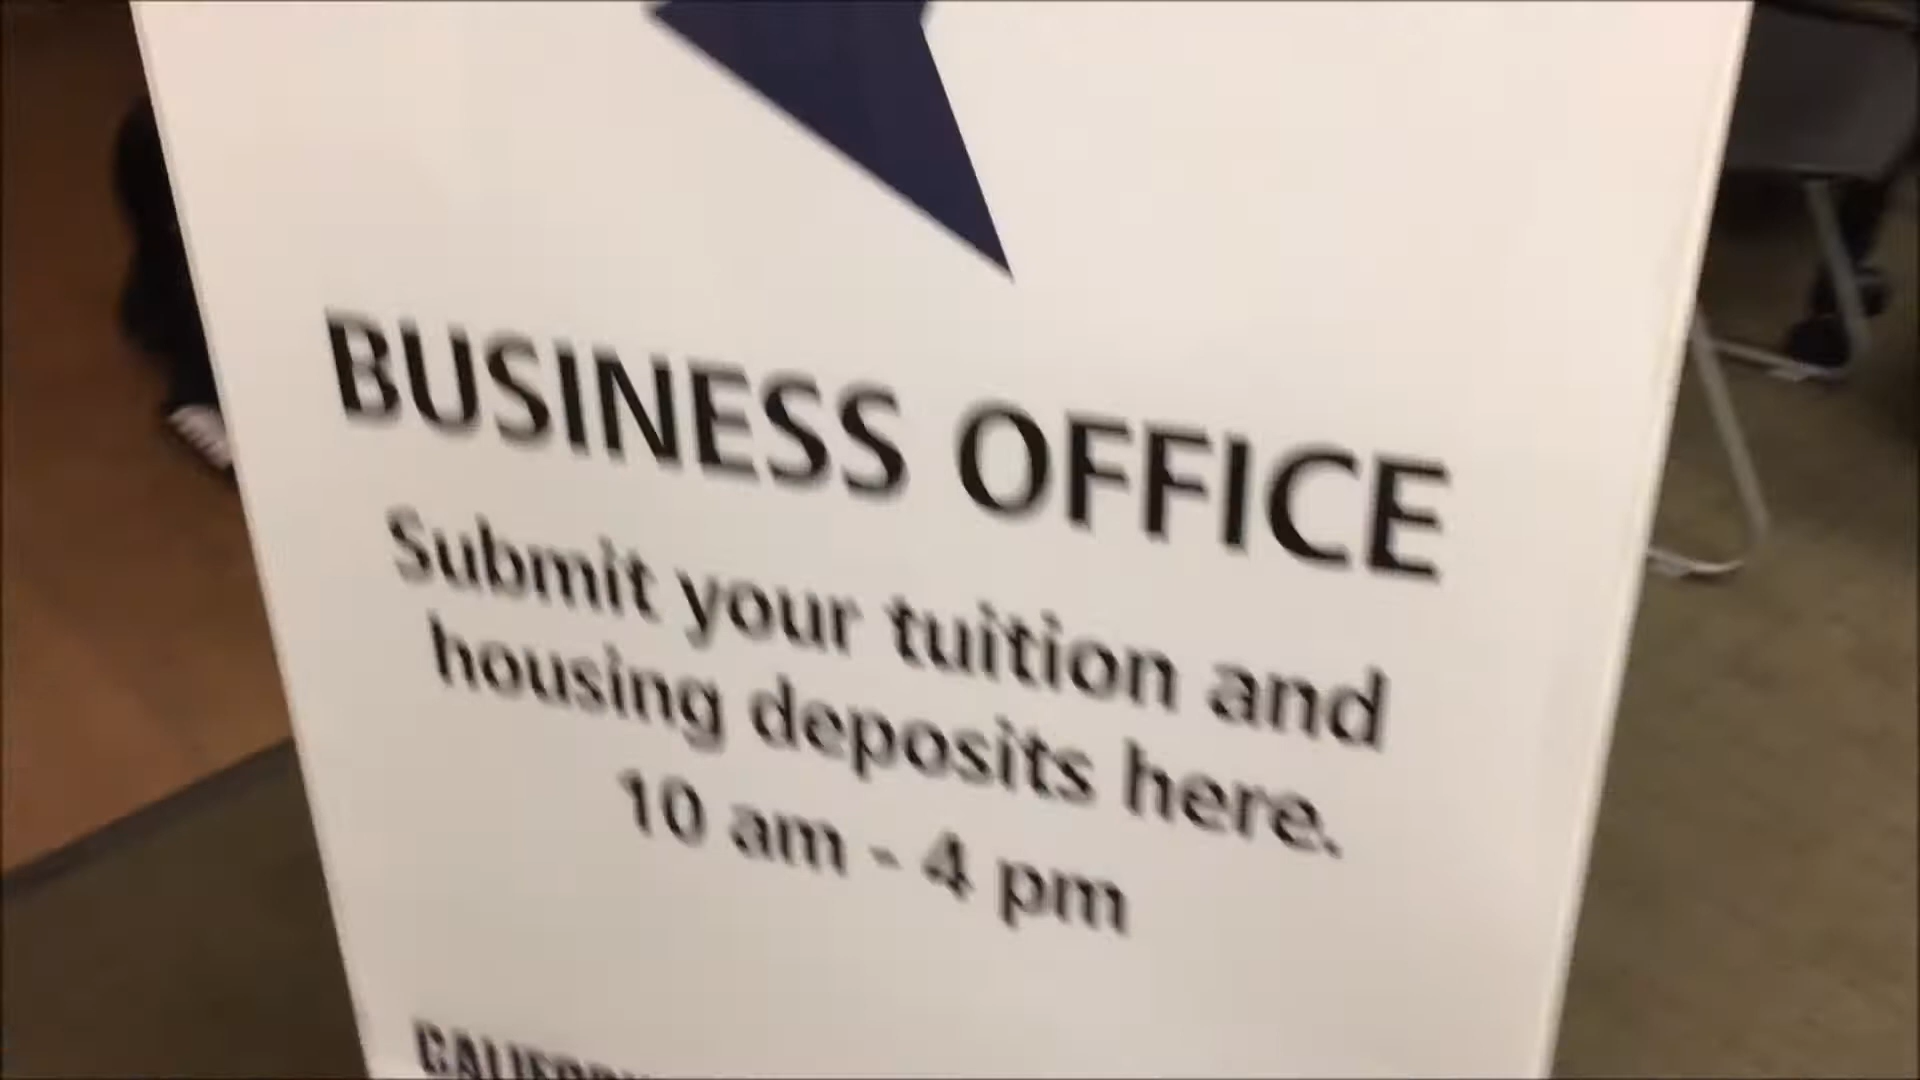 BUSINESS OFFICE
Submit your tuition and
housing deposits here.
10 am - 4 pm